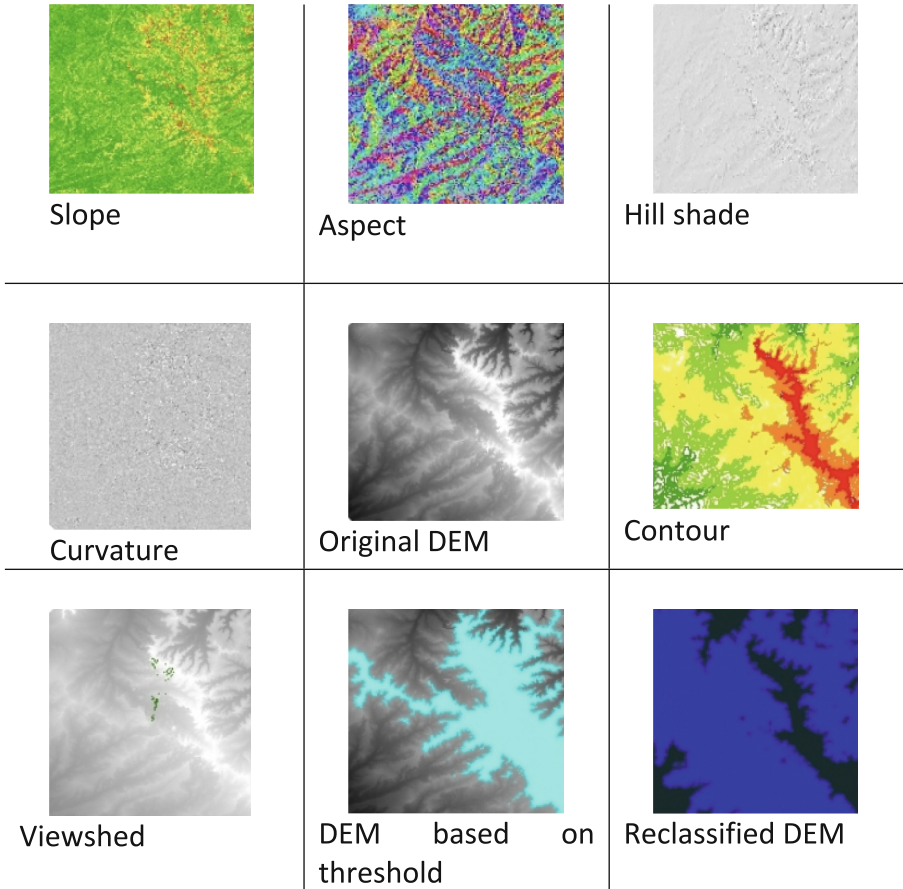 Slope
Aspect
Hill shade
Curvature
Original DEM
Contour
Viewshed
DEM based on
threshold
Reclassified DEM